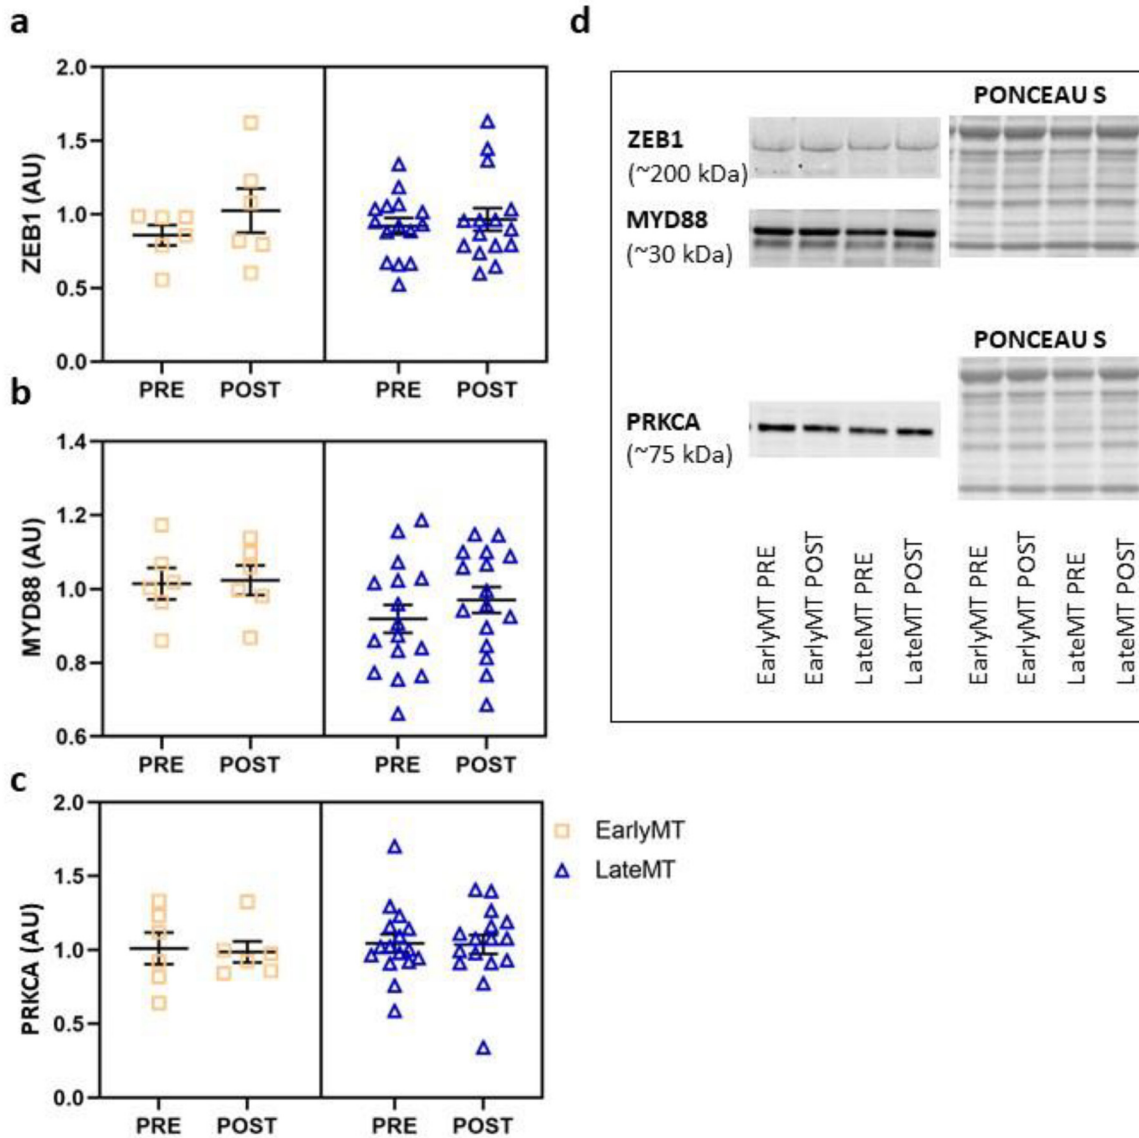 a
2.0
1.5
1.0
0.5
0.0
ZEB1 (AU)
PRE POST PRE POST
b
1.4
1.2
1.0
0.8
0.6
MYD88 (AU)
PRE POST PRE POST
c
2.0
1.5
1.0
0.5
0.0
PRKCA (AU)
PRE POST PRE POST
EarlyMT
LateMT
d
PONCEAU S
ZEB1
(~200 kDa)
MYD88
(~30 kDa)
PONCEAU S
PRKCA
(~75 kDa)
EarlyMT PRE
EarlyMT POST
LateMT PRE
LateMT POST
EarlyMT PRE
EarlyMT POST
LateMT PRE
LateMT POST